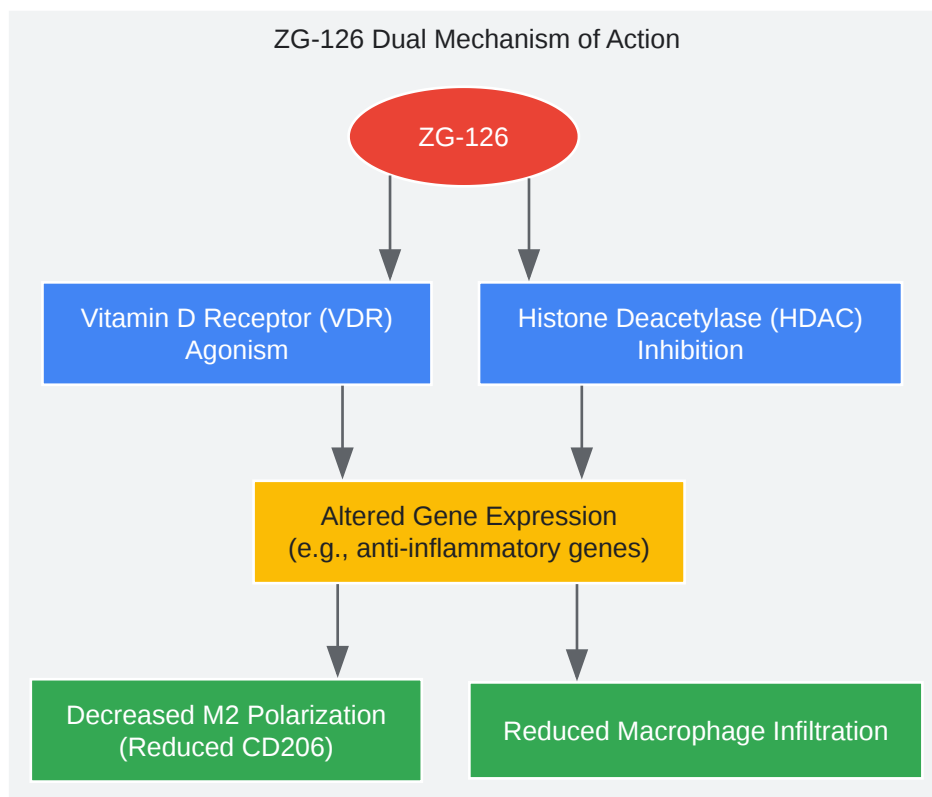 ZG-126 Dual Mechanism of Action
ZG-126
Vitamin D Receptor (VDR)
Agonism
Histone Deacetylase (HDAC)
Inhibition
Altered Gene Expression
(e.g., anti-inflammatory genes)
Decreased M2 Polarization
(Reduced CD206)
Reduced Macrophage Infiltration